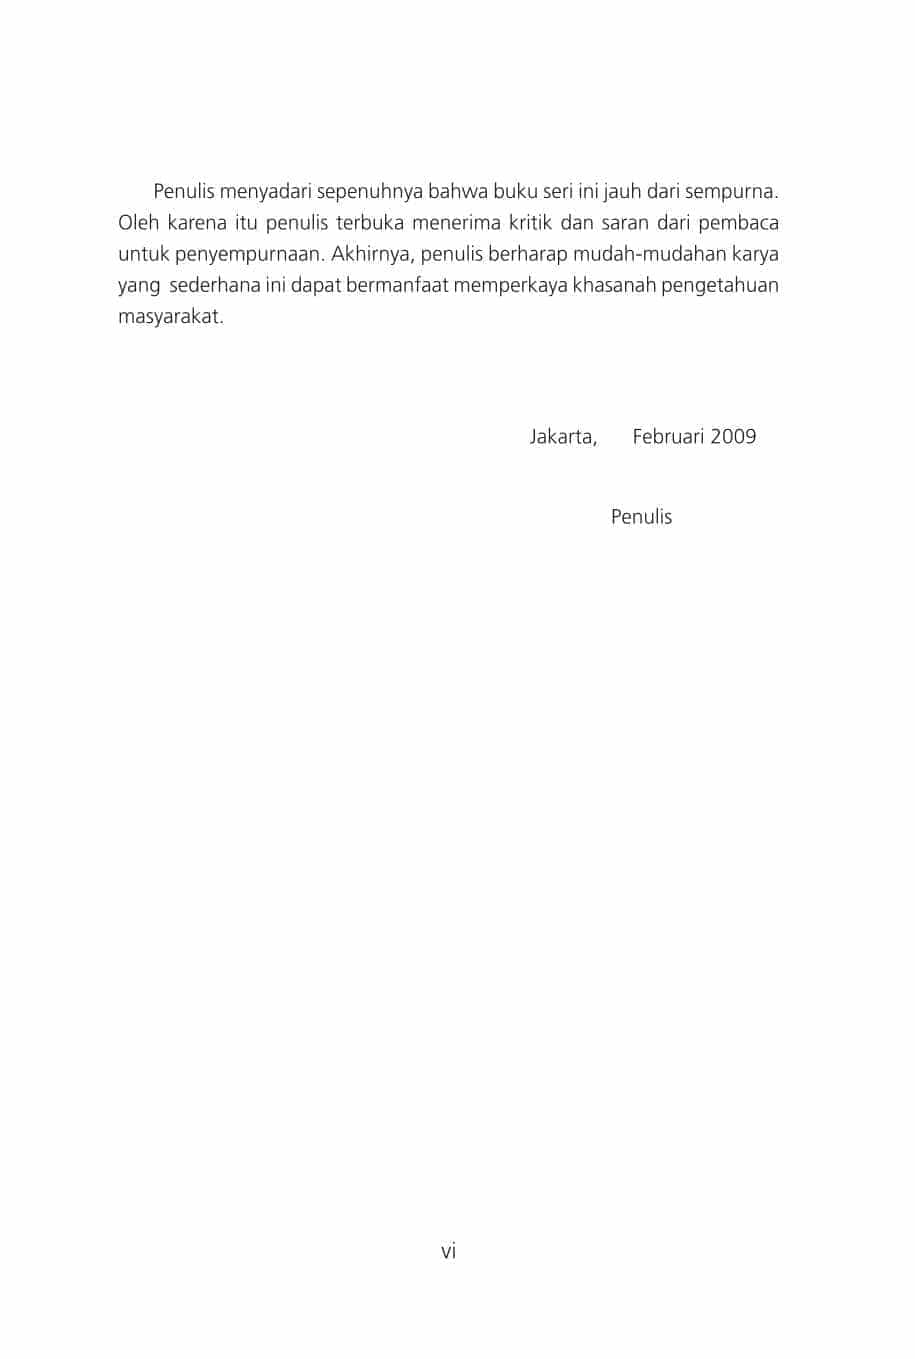 Penulis menyadari sepenuhnya bahwa buku seri ini jauh dari sempurna.
Oleh karena itu penulis terbuka menerima kritik dan saran dari pembaca
untuk penyempurnaan. Akhirnya, penulis berharap mudah-mudahan karya
yang sederhana ini dapat bermanfaat memperkaya khasanah pengetahuan
masyarakat.
Jakarta, Februari 2009
Penulis
vi